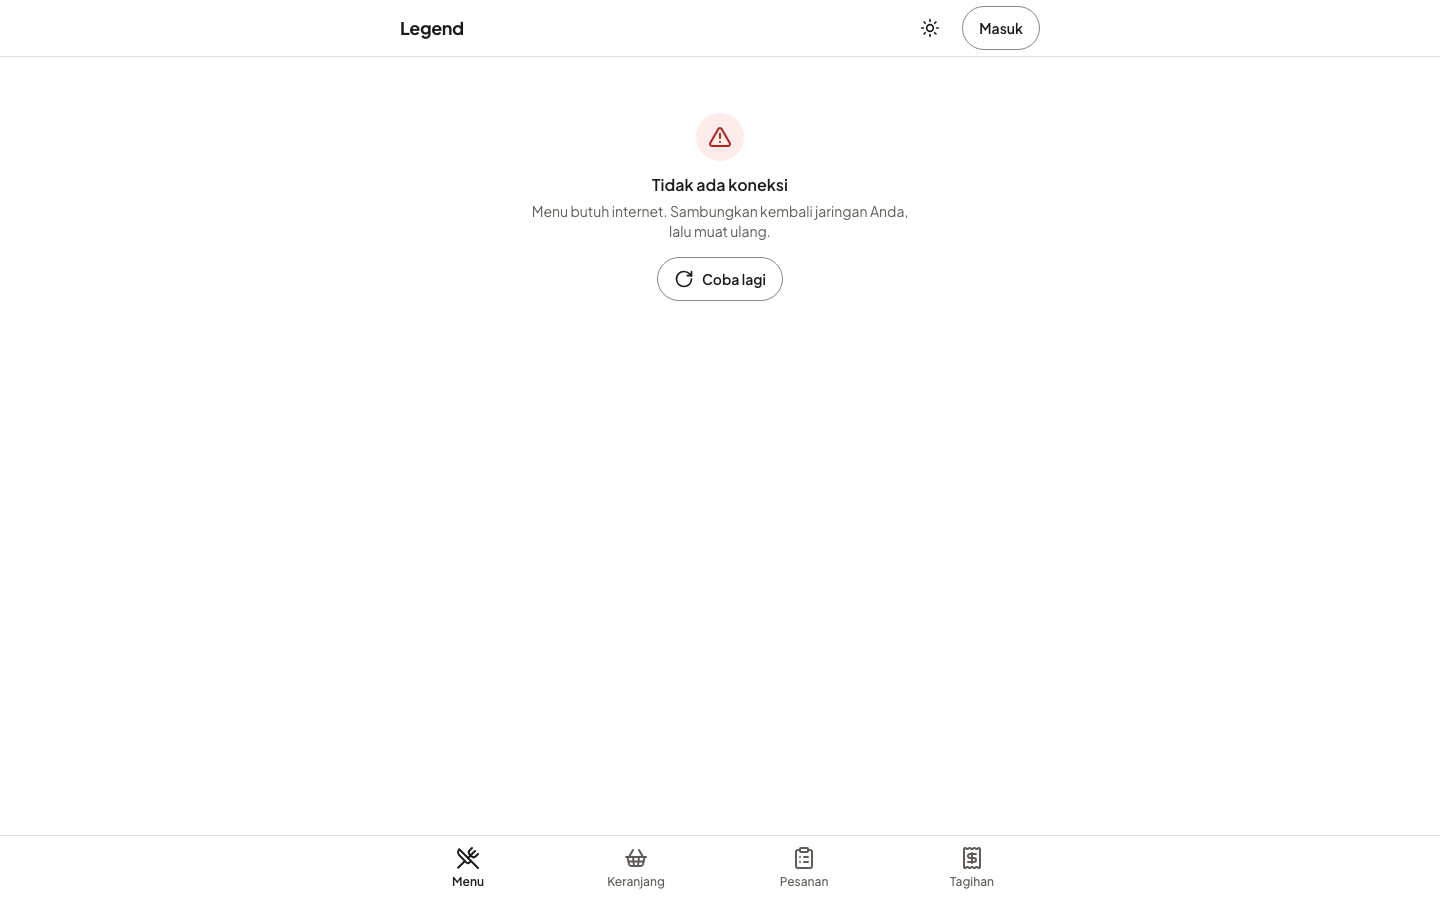 Legend
Masuk
Tidak ada koneksi
Menu butuh internet. Sambungkan kembali jaringan Anda,
lalu muat ulang.
Coba lagi
Menu
Keranjang
Pesanan
Tagihan